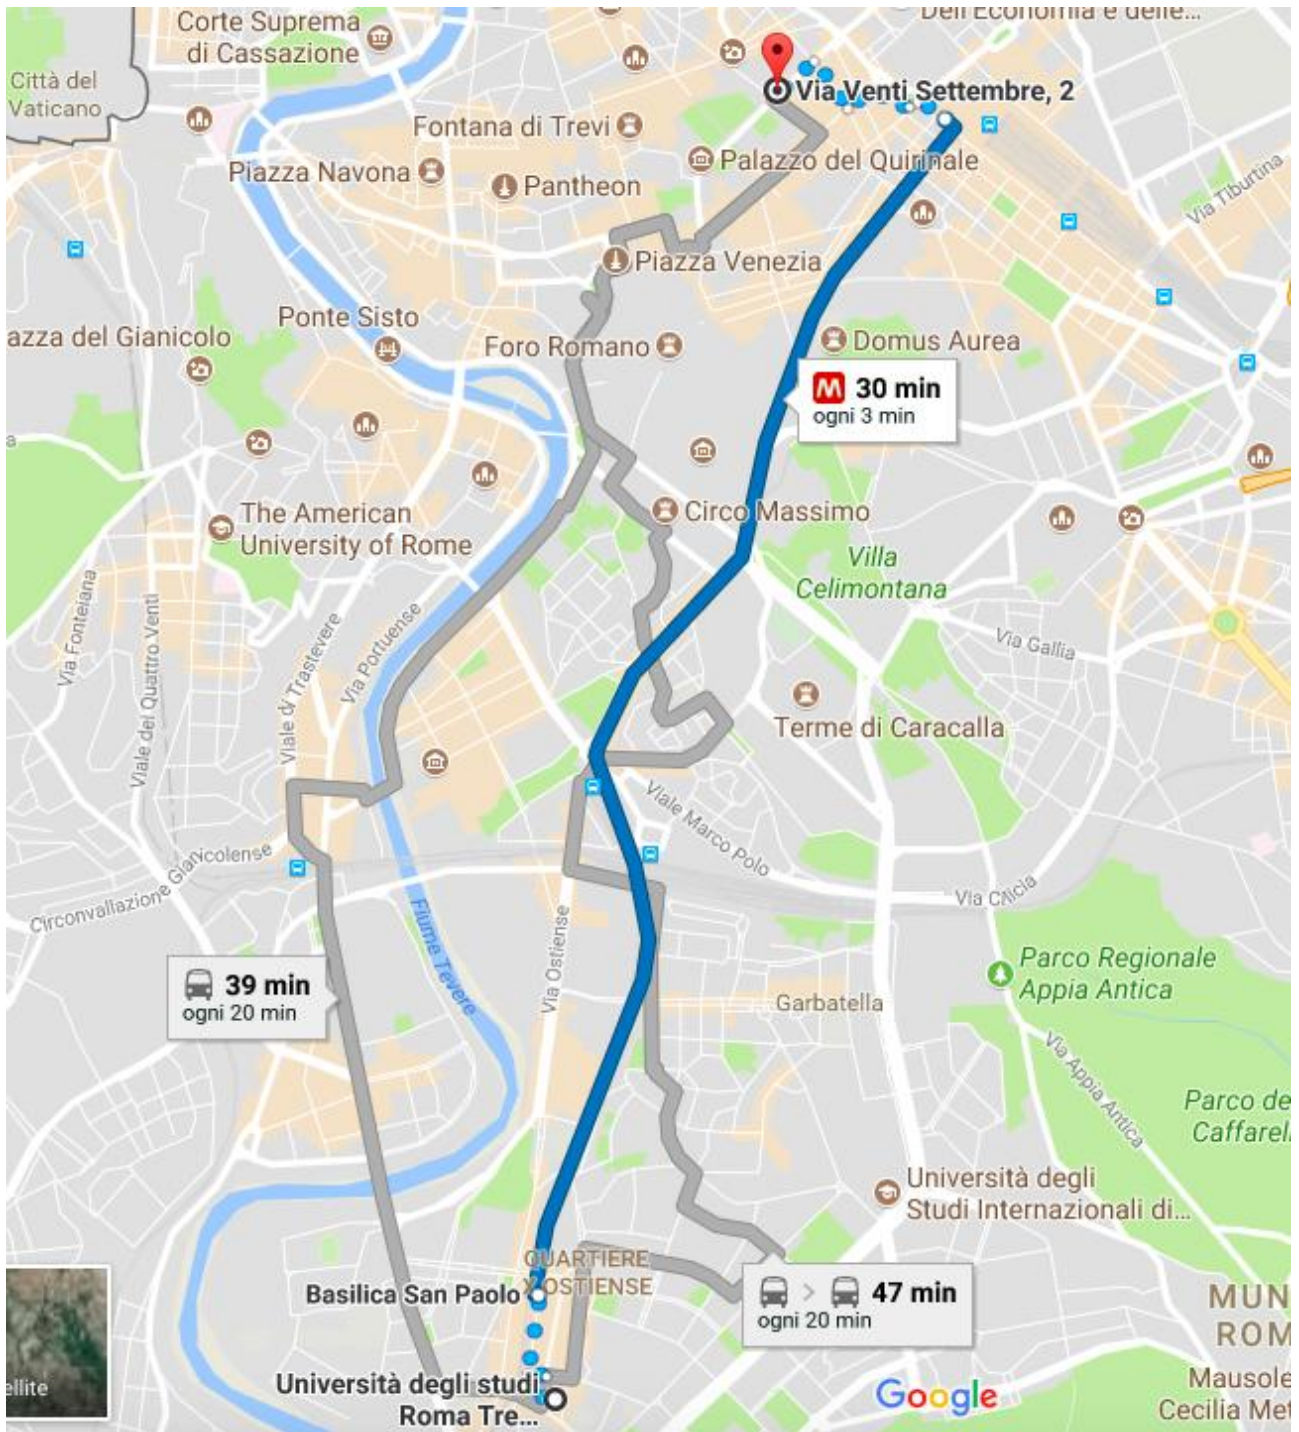 Dell'Economia e delle...
Corte Suprema
di Cassazione
Città del
Vaticano
Via Venti Settembre, 2
Fontana di Trevi
Palazzo del Quirinale
Piazza Navona
Pantheon
Via Tiburtina
Piazza Venezia
Ponte Sisto
azza del Gianicolo
Foro Romano
Domus Aurea
M 30 min
ogni 3 min
a
The American
University of Rome
Circo Massimo
Villa
Celimontana
Via Fonteiana
Viale dei Quattro Venti
Viale di Trastevere
Via Portuense
Via Gallia
Terme di Caracalla
Viale Marco Polo
Circonvallazione Gianicolense
Via Cilicia
Fiume Tevere
Via Ostiense
39 min
ogni 20 min
Garbatella
Parco Regionale
Appia Antica
Via Appia Antica
Parco de
Caffarell
Università degli
Studi Internazionali di...
QUARTIERE
X OSTIENSE
Basilica San Paolo
> 47 min
ogni 20 min
MUN
ROM
Mausole
Cecilia Met
ellite
Università degli studi
Roma Tre...
Google